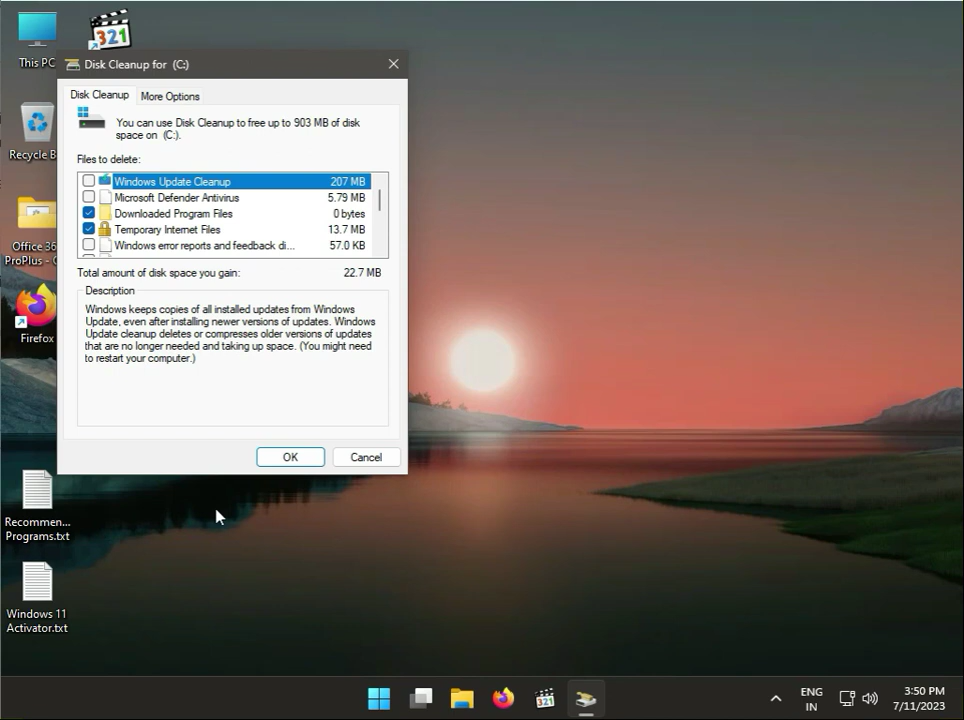 This PC
321
Disk Cleanup for (C:)
Disk Cleanup
More Options
You can use Disk Cleanup to free up to 903 MB of disk
space on (C:).
Files to delete:
Windows Update Cleanup 207 MB
Microsoft Defender Antivirus 5.79 MB
Downloaded Program Files 0 bytes
Temporary Internet Files 13.7 MB
Windows error reports and feedback di... 57.0 KB
Total amount of disk space you gain: 22.7 MB
Description
Windows keeps copies of all installed updates from Windows
Update, even after installing newer versions of updates. Windows
Update cleanup deletes or compresses older versions of updates
that are no longer needed and taking up space. (You might need
to restart your computer.)
OK
Cancel
Recycle B
Office 36
ProPlus - 
Firefox
Recommen...
Programs.txt
Windows 11
Activator.txt
321
ENG
IN
3:50 PM
7/11/2023